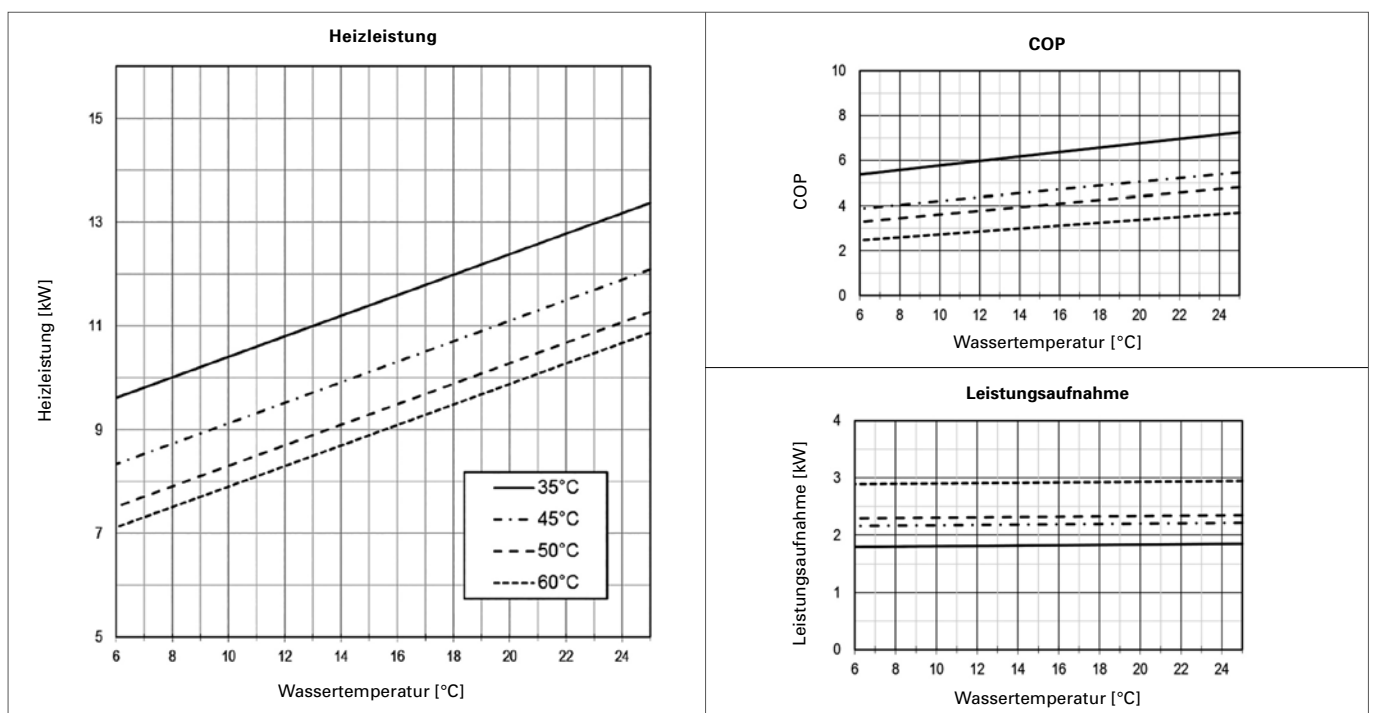 Heizleistung
15
13
11
9
7
5
6 8 10 12 14 16 18 20 22 24
Heizleistung [kW]
Wassertemperatur [°C]
35°C
45°C
50°C
60°C
COP
10
8
6
4
2
0
6 8 10 12 14 16 18 20 22 24
COP
Wassertemperatur [°C]
Leistungsaufnahme
4
3
2
1
0
6 8 10 12 14 16 18 20 22 24
Leistungsaufnahme [kW]
Wassertemperatur [°C]